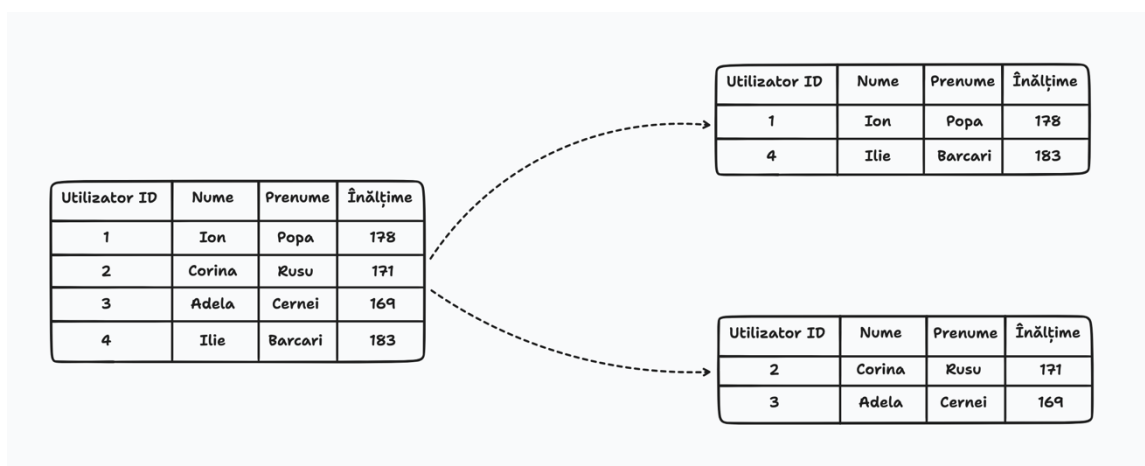 Utilizator ID Nume Prenume Înălțime
1 Ion Popa 178
2 Corina Rusu 171
3 Adela Cernei 169
4 Ilie Barcari 183
Utilizator ID Nume Prenume Înălțime
1 Ion Popa 178
4 Ilie Barcari 183
Utilizator ID Nume Prenume Înălțime
2 Corina Rusu 171
3 Adela Cernei 169